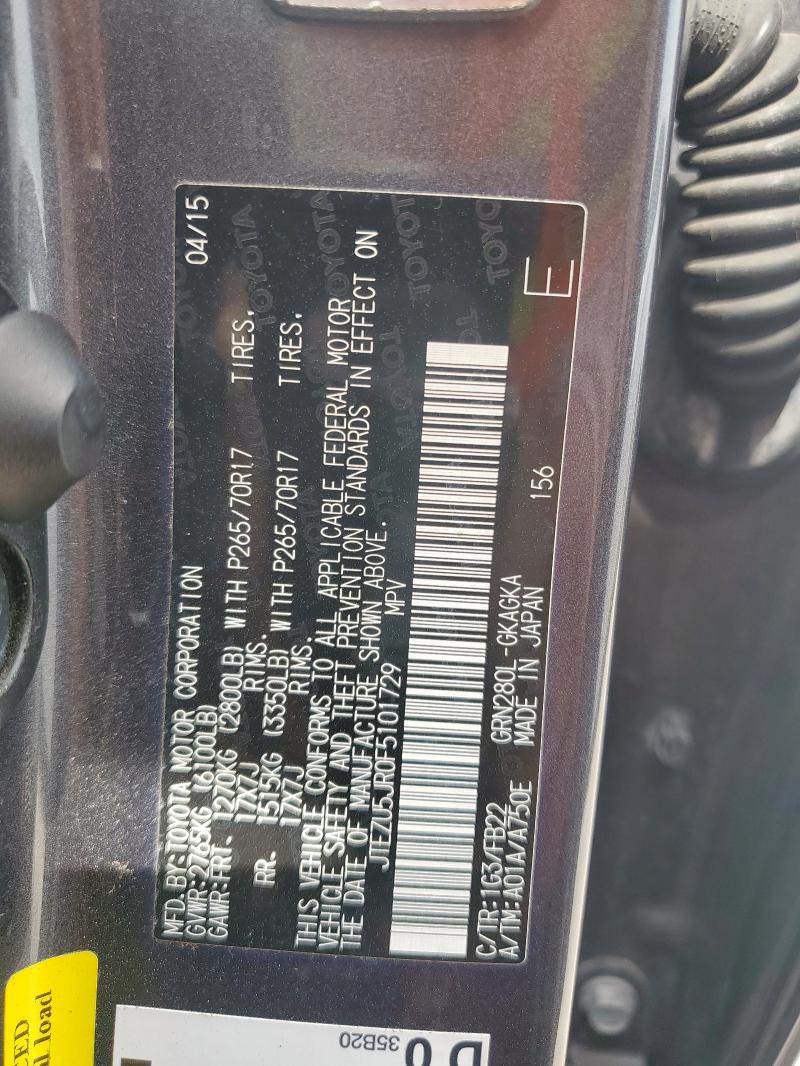 MFD. BY: TOYOTA MOTOR CORPORATION 04/15
GVWR: 2765KG (6100LB)
GAWR: FRT. 1270KG (2800LB) WITH P265/70R17 TIRES.
17X7J RIMS.
RR. 1515KG (3350LB) WITH P265/70R17 TIRES.
17X7J RIMS.
THIS VEHICLE CONFORMS TO ALL APPLICABLE FEDERAL MOTOR
VEHICLE SAFETY AND THEFT PREVENTION STANDARDS IN EFFECT ON
THE DATE OF MANUFACTURE SHOWN ABOVE.
JTEZU5JR0F5101729 MPV
C/TR: 1G3/FB22 GRN280L-GKAGKA 156
A/TM: A01A/A750E MADE IN JAPAN
E
TOYOTA
35B20
load